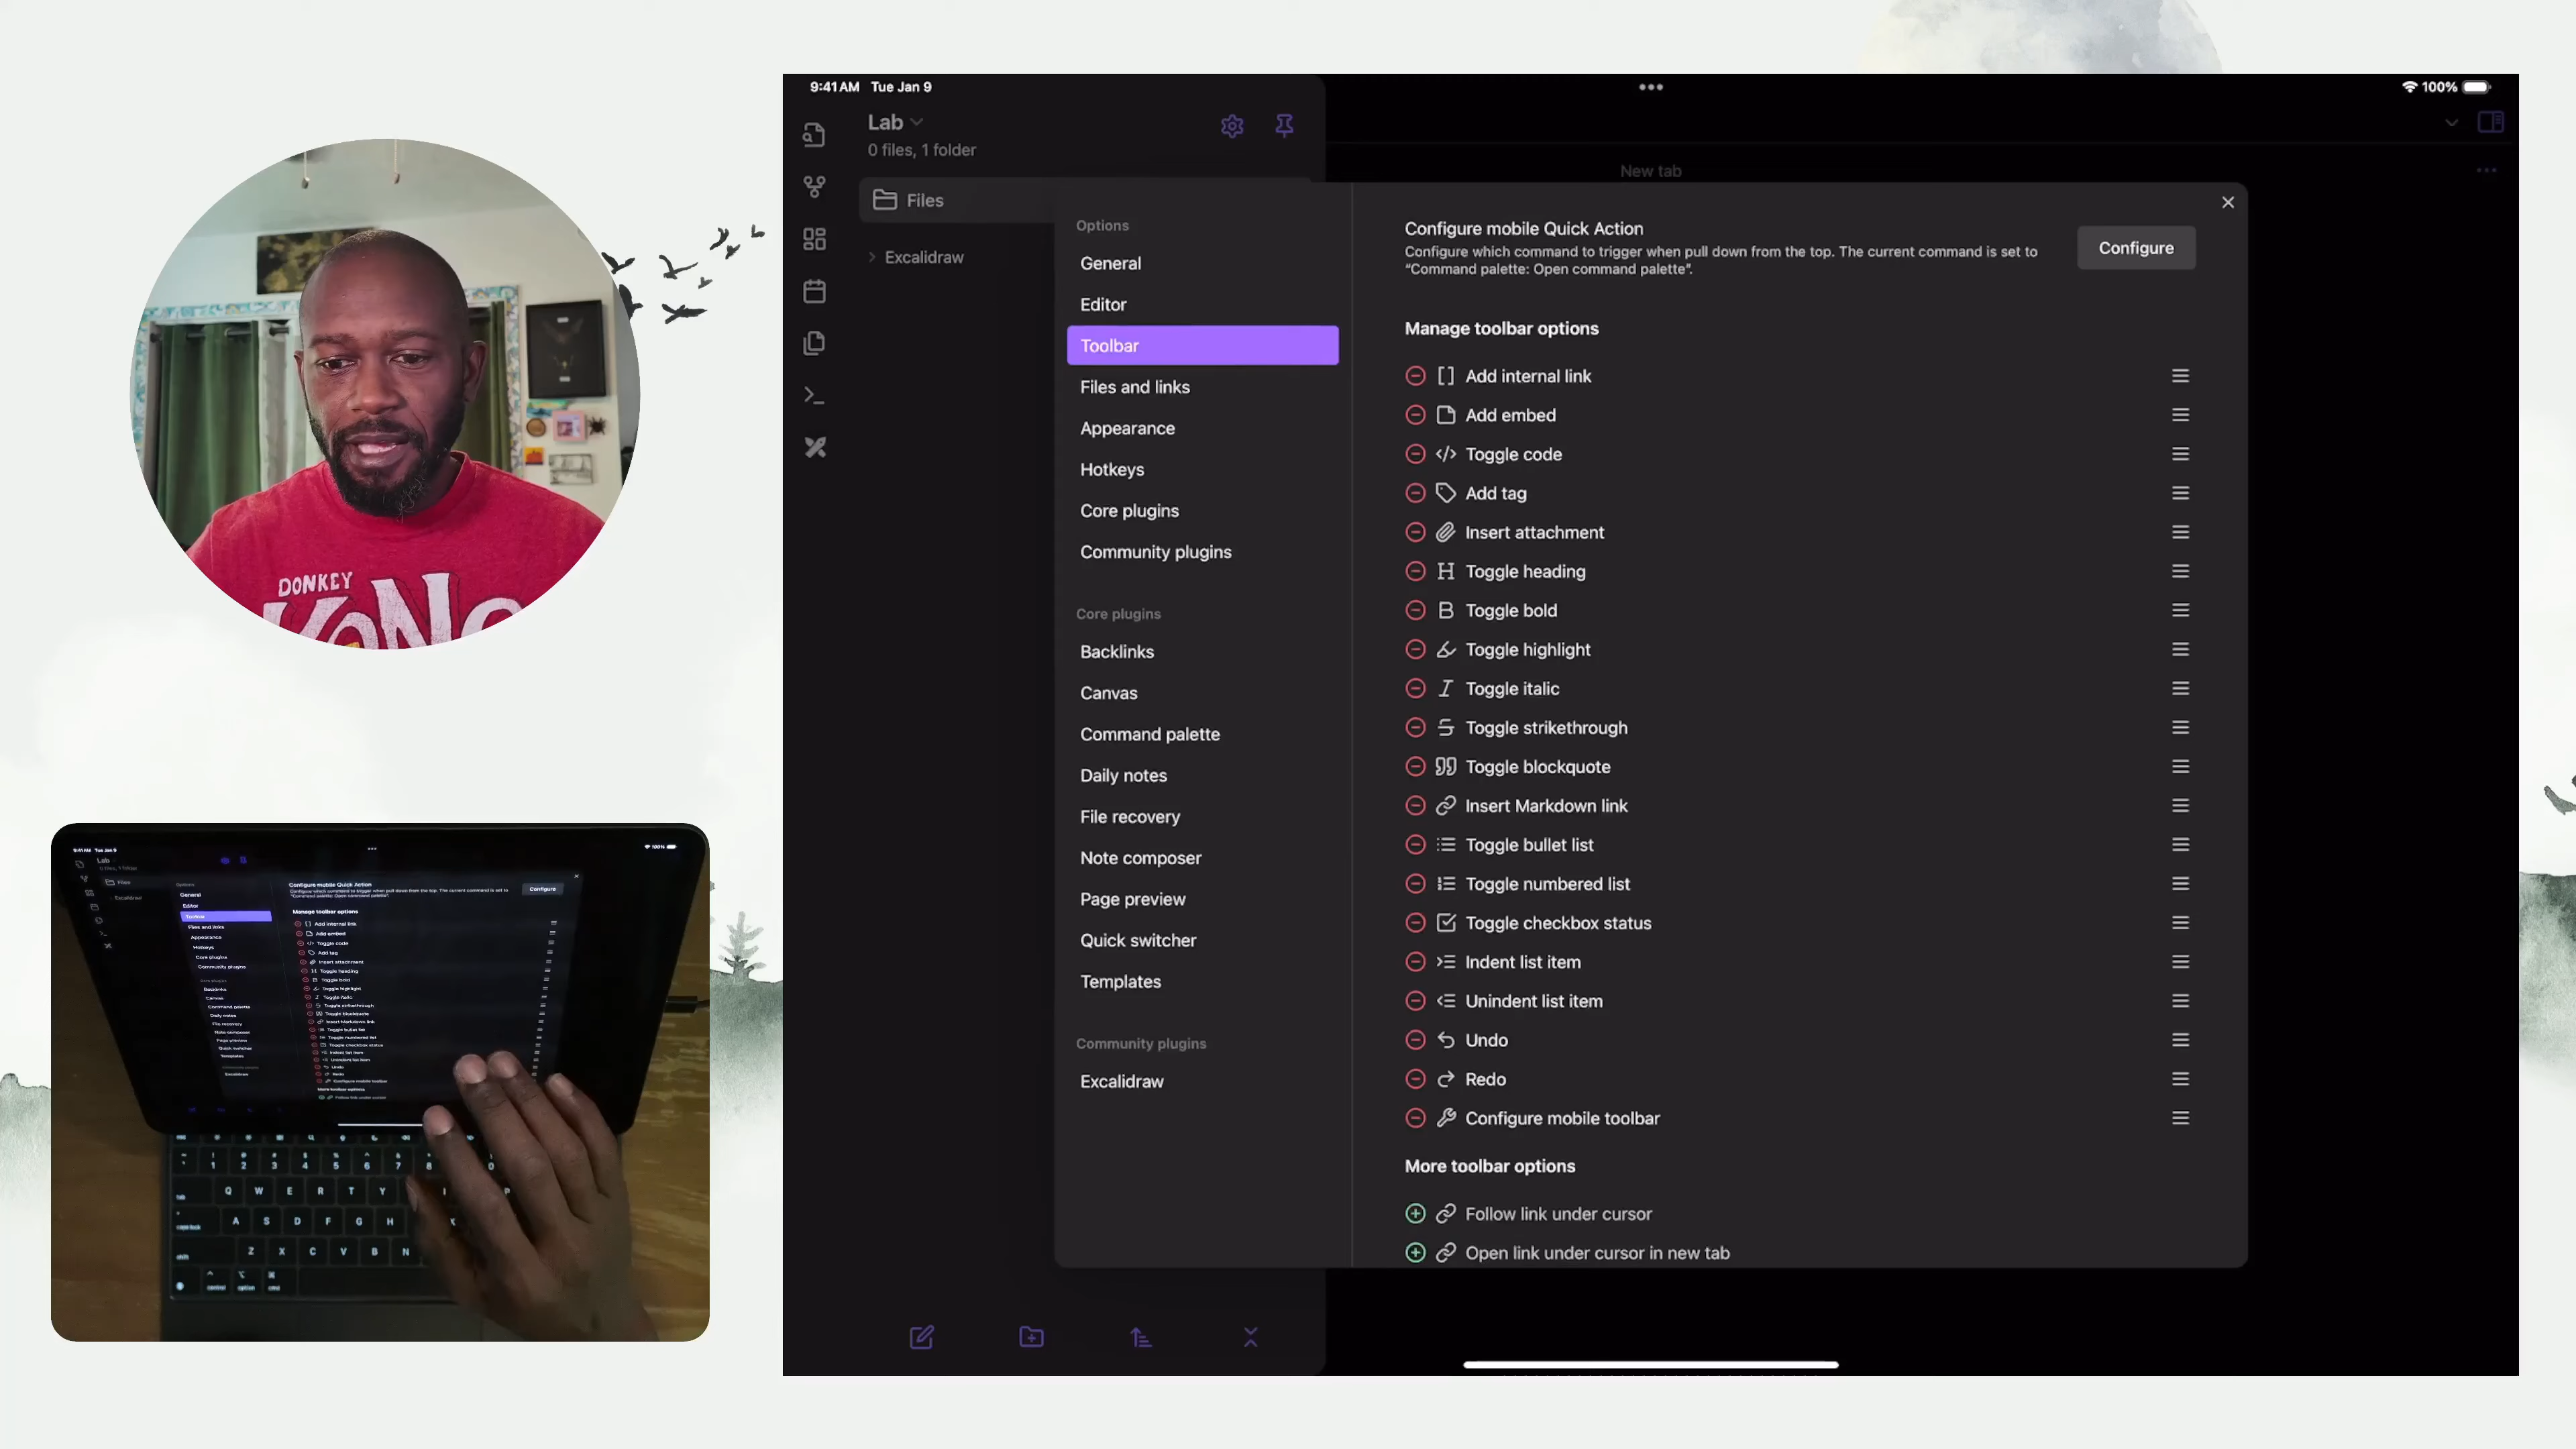 DONKEY
KONG
9:41 AM Tue Jan 9
100%
Lab
0 files, 1 folder
Files
Excalidraw
New tab
Options
General
Editor
Toolbar
Files and links
Appearance
Hotkeys
Core plugins
Community plugins
Core plugins
Backlinks
Canvas
Command palette
Daily notes
File recovery
Note composer
Page preview
Quick switcher
Templates
Community plugins
Excalidraw
Configure mobile Quick Action
Configure which command to trigger when pull down from the top. The current command is set to
“Command palette: Open command palette”.
Configure
Manage toolbar options
Add internal link
Add embed
Toggle code
Add tag
Insert attachment
Toggle heading
Toggle bold
Toggle highlight
Toggle italic
Toggle strikethrough
Toggle blockquote
Insert Markdown link
Toggle bullet list
Toggle numbered list
Toggle checkbox status
Indent list item
Unindent list item
Undo
Redo
Configure mobile toolbar
More toolbar options
Follow link under cursor
Open link under cursor in new tab